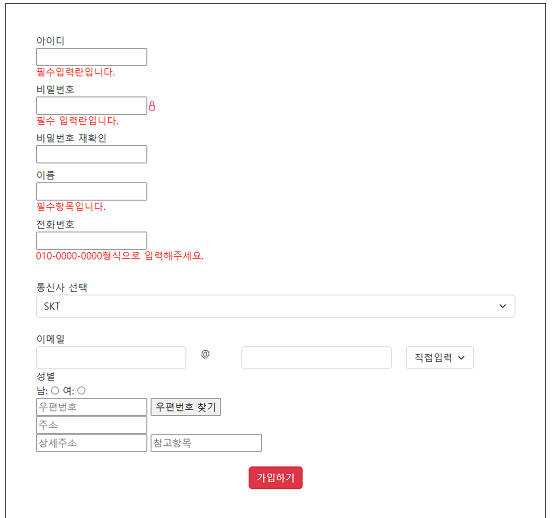 아이디
필수입력란입니다.
비밀번호
필수 입력란입니다.
비밀번호 재확인
이름
필수항목입니다.
전화번호
010-0000-0000형식으로 입력해주세요.
통신사 선택
SKT
이메일
@ 직접입력
성별
남: 여:
우편번호 우편번호 찾기
주소
상세주소 참고항목
가입하기